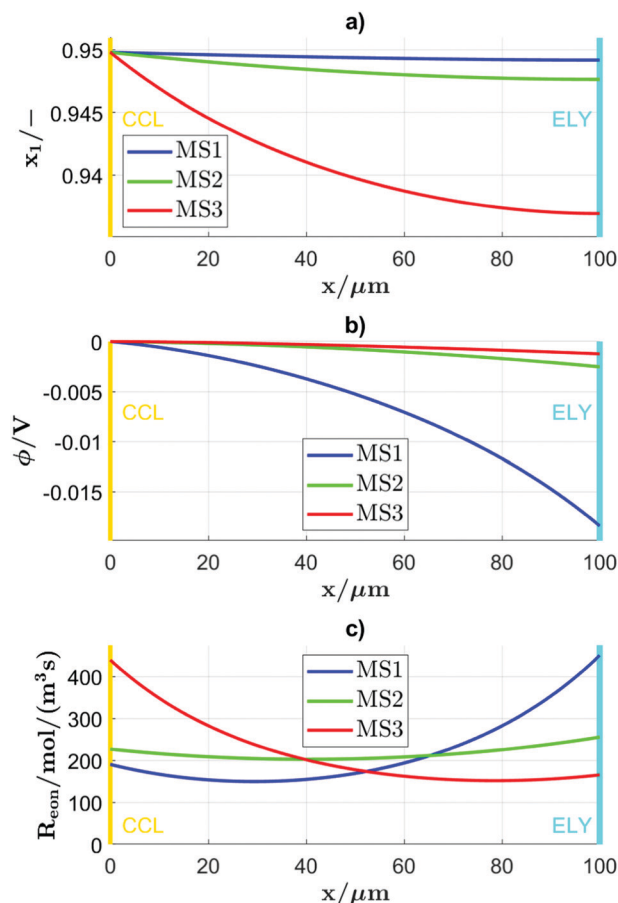 a)
0.95
0.945
0.94
x₁/−
CCL
ELY
MS1
MS2
MS3
0
20
40
60
80
100
x/μm
b)
0
-0.005
-0.01
-0.015
ϕ/V
CCL
ELY
MS1
MS2
MS3
0
20
40
60
80
100
x/μm
c)
400
300
200
100
0
Rₑₒₙ/mol/(m³s)
MS1
MS2
MS3
CCL
ELY
0
20
40
60
80
100
x/μm